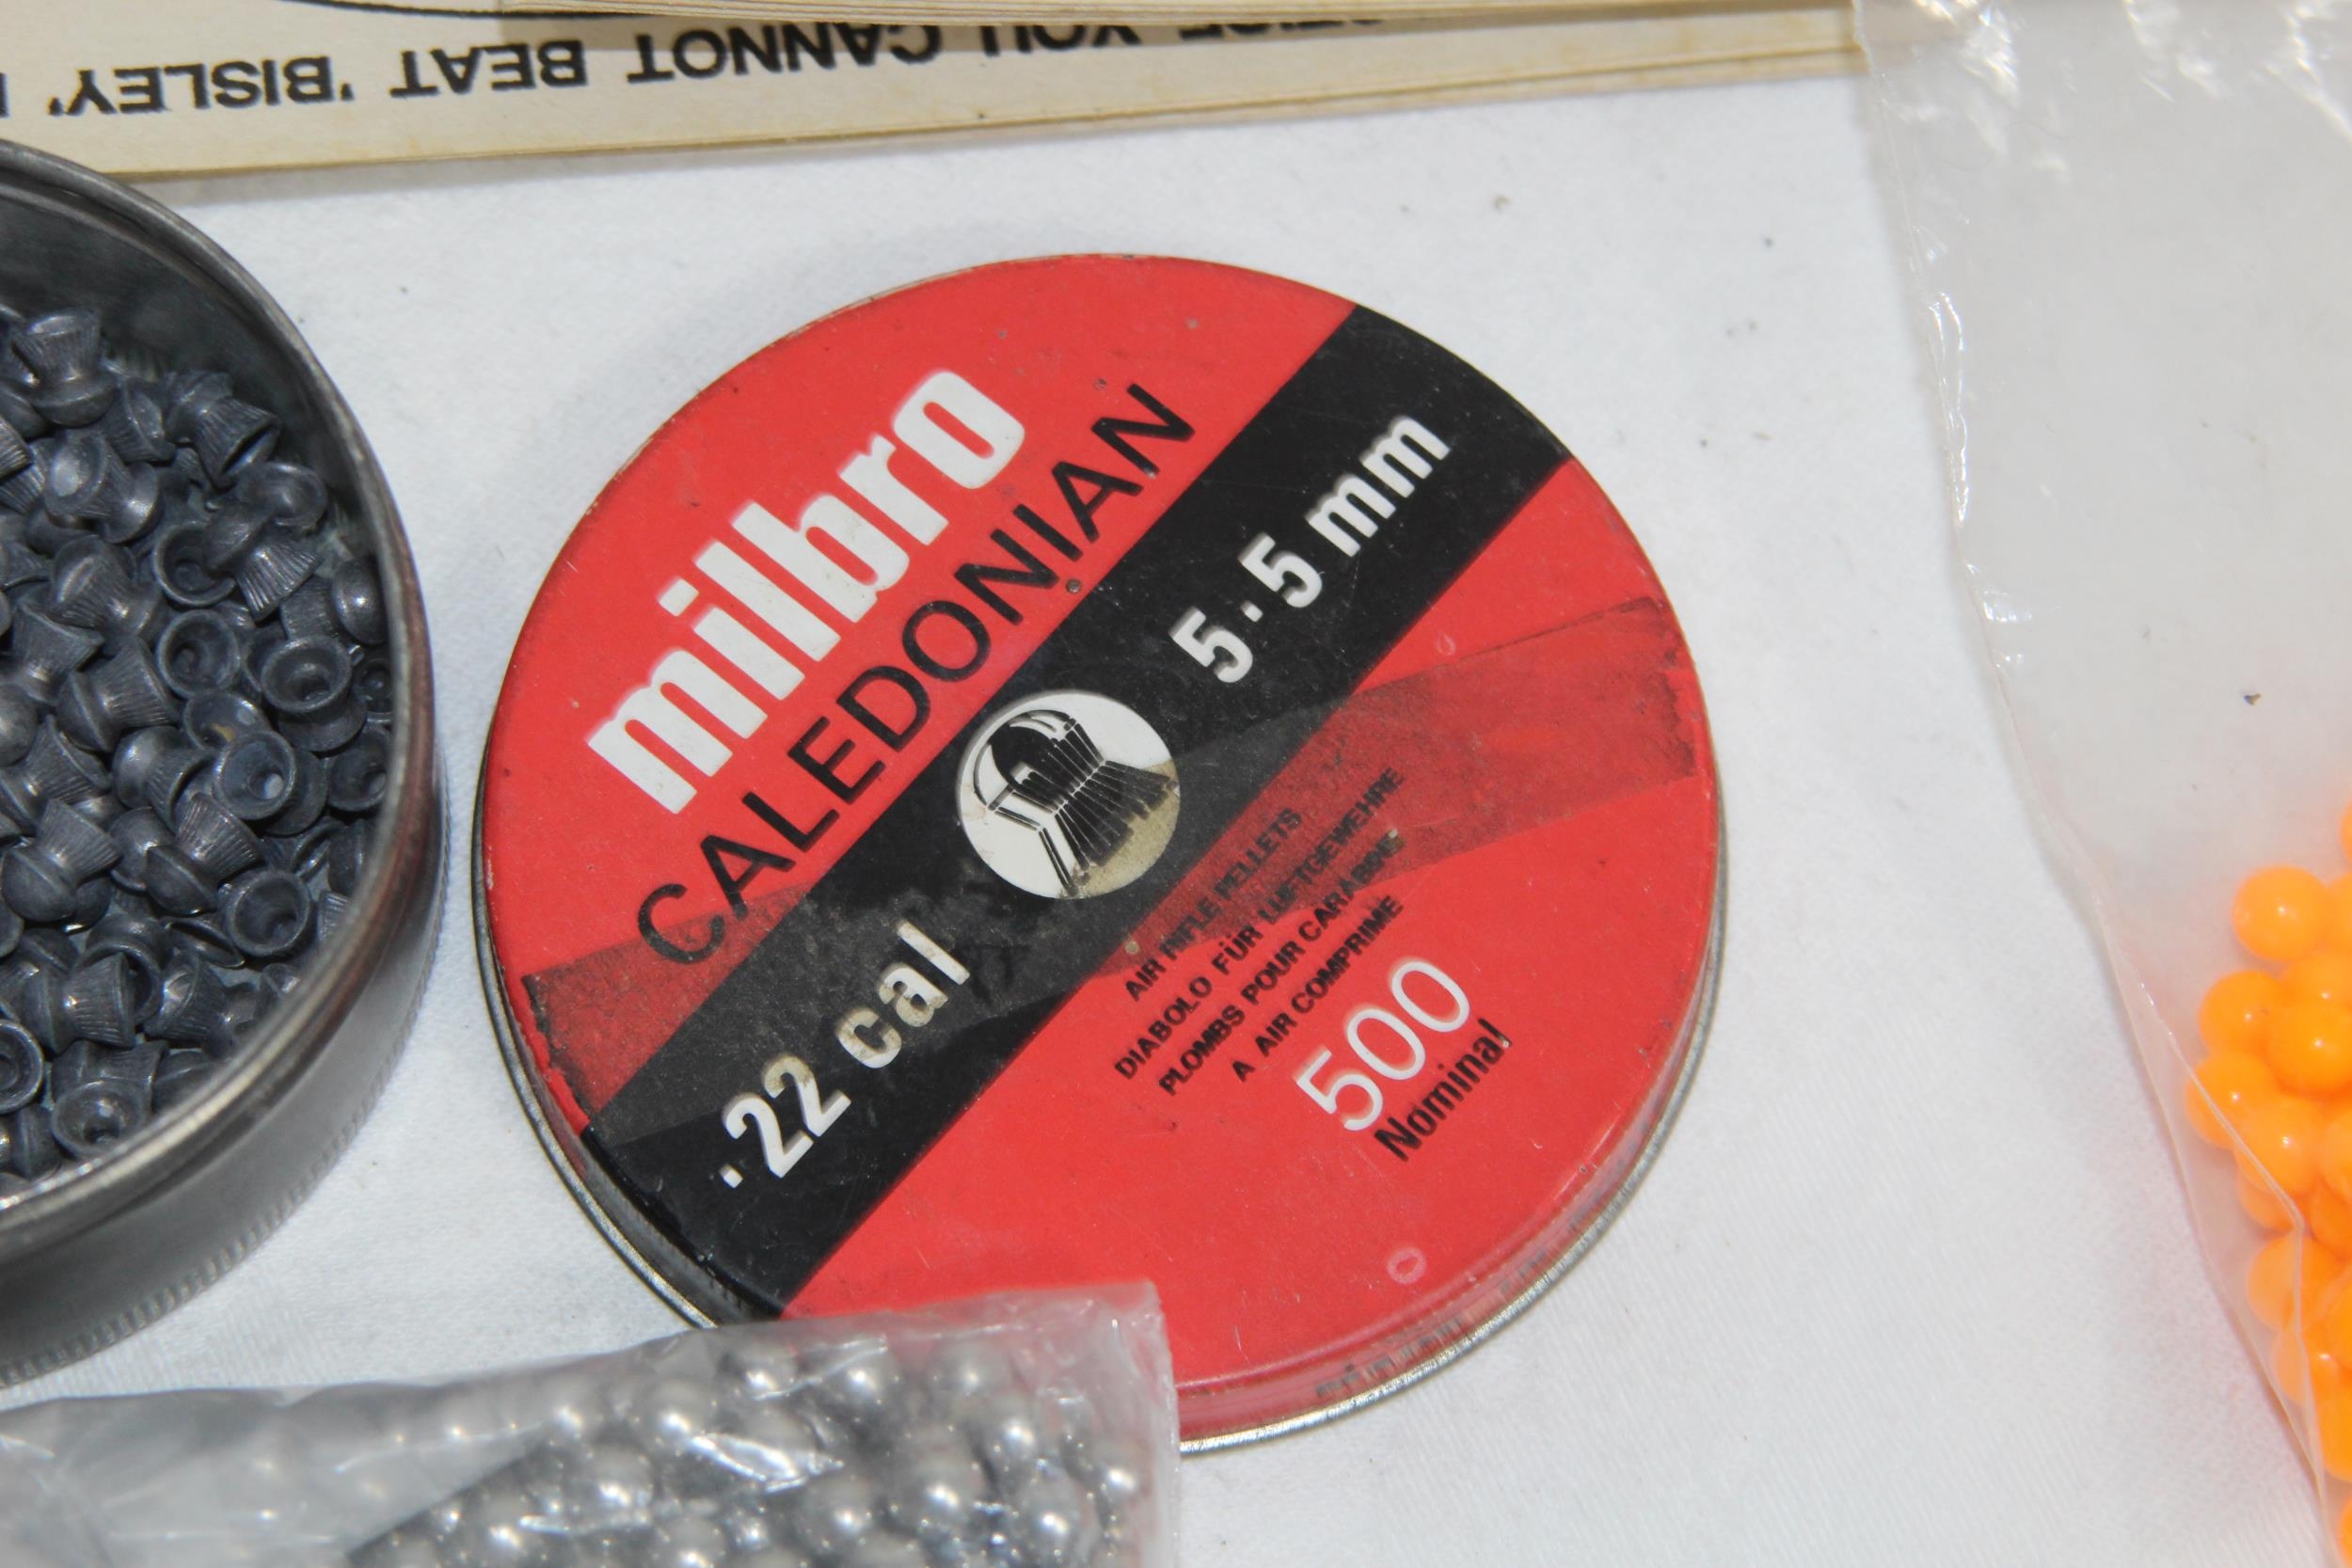 YOU CANNOT BEAT 'BISLEY'
milbro
CALEDONIAN
.22 cal 5·5 mm
AIR RIFLE PELLETS
DIABOLO FÜR LUFTGEWEHRE
PLOMBS POUR CARABINE
A AIR COMPRIME
500
Nominal